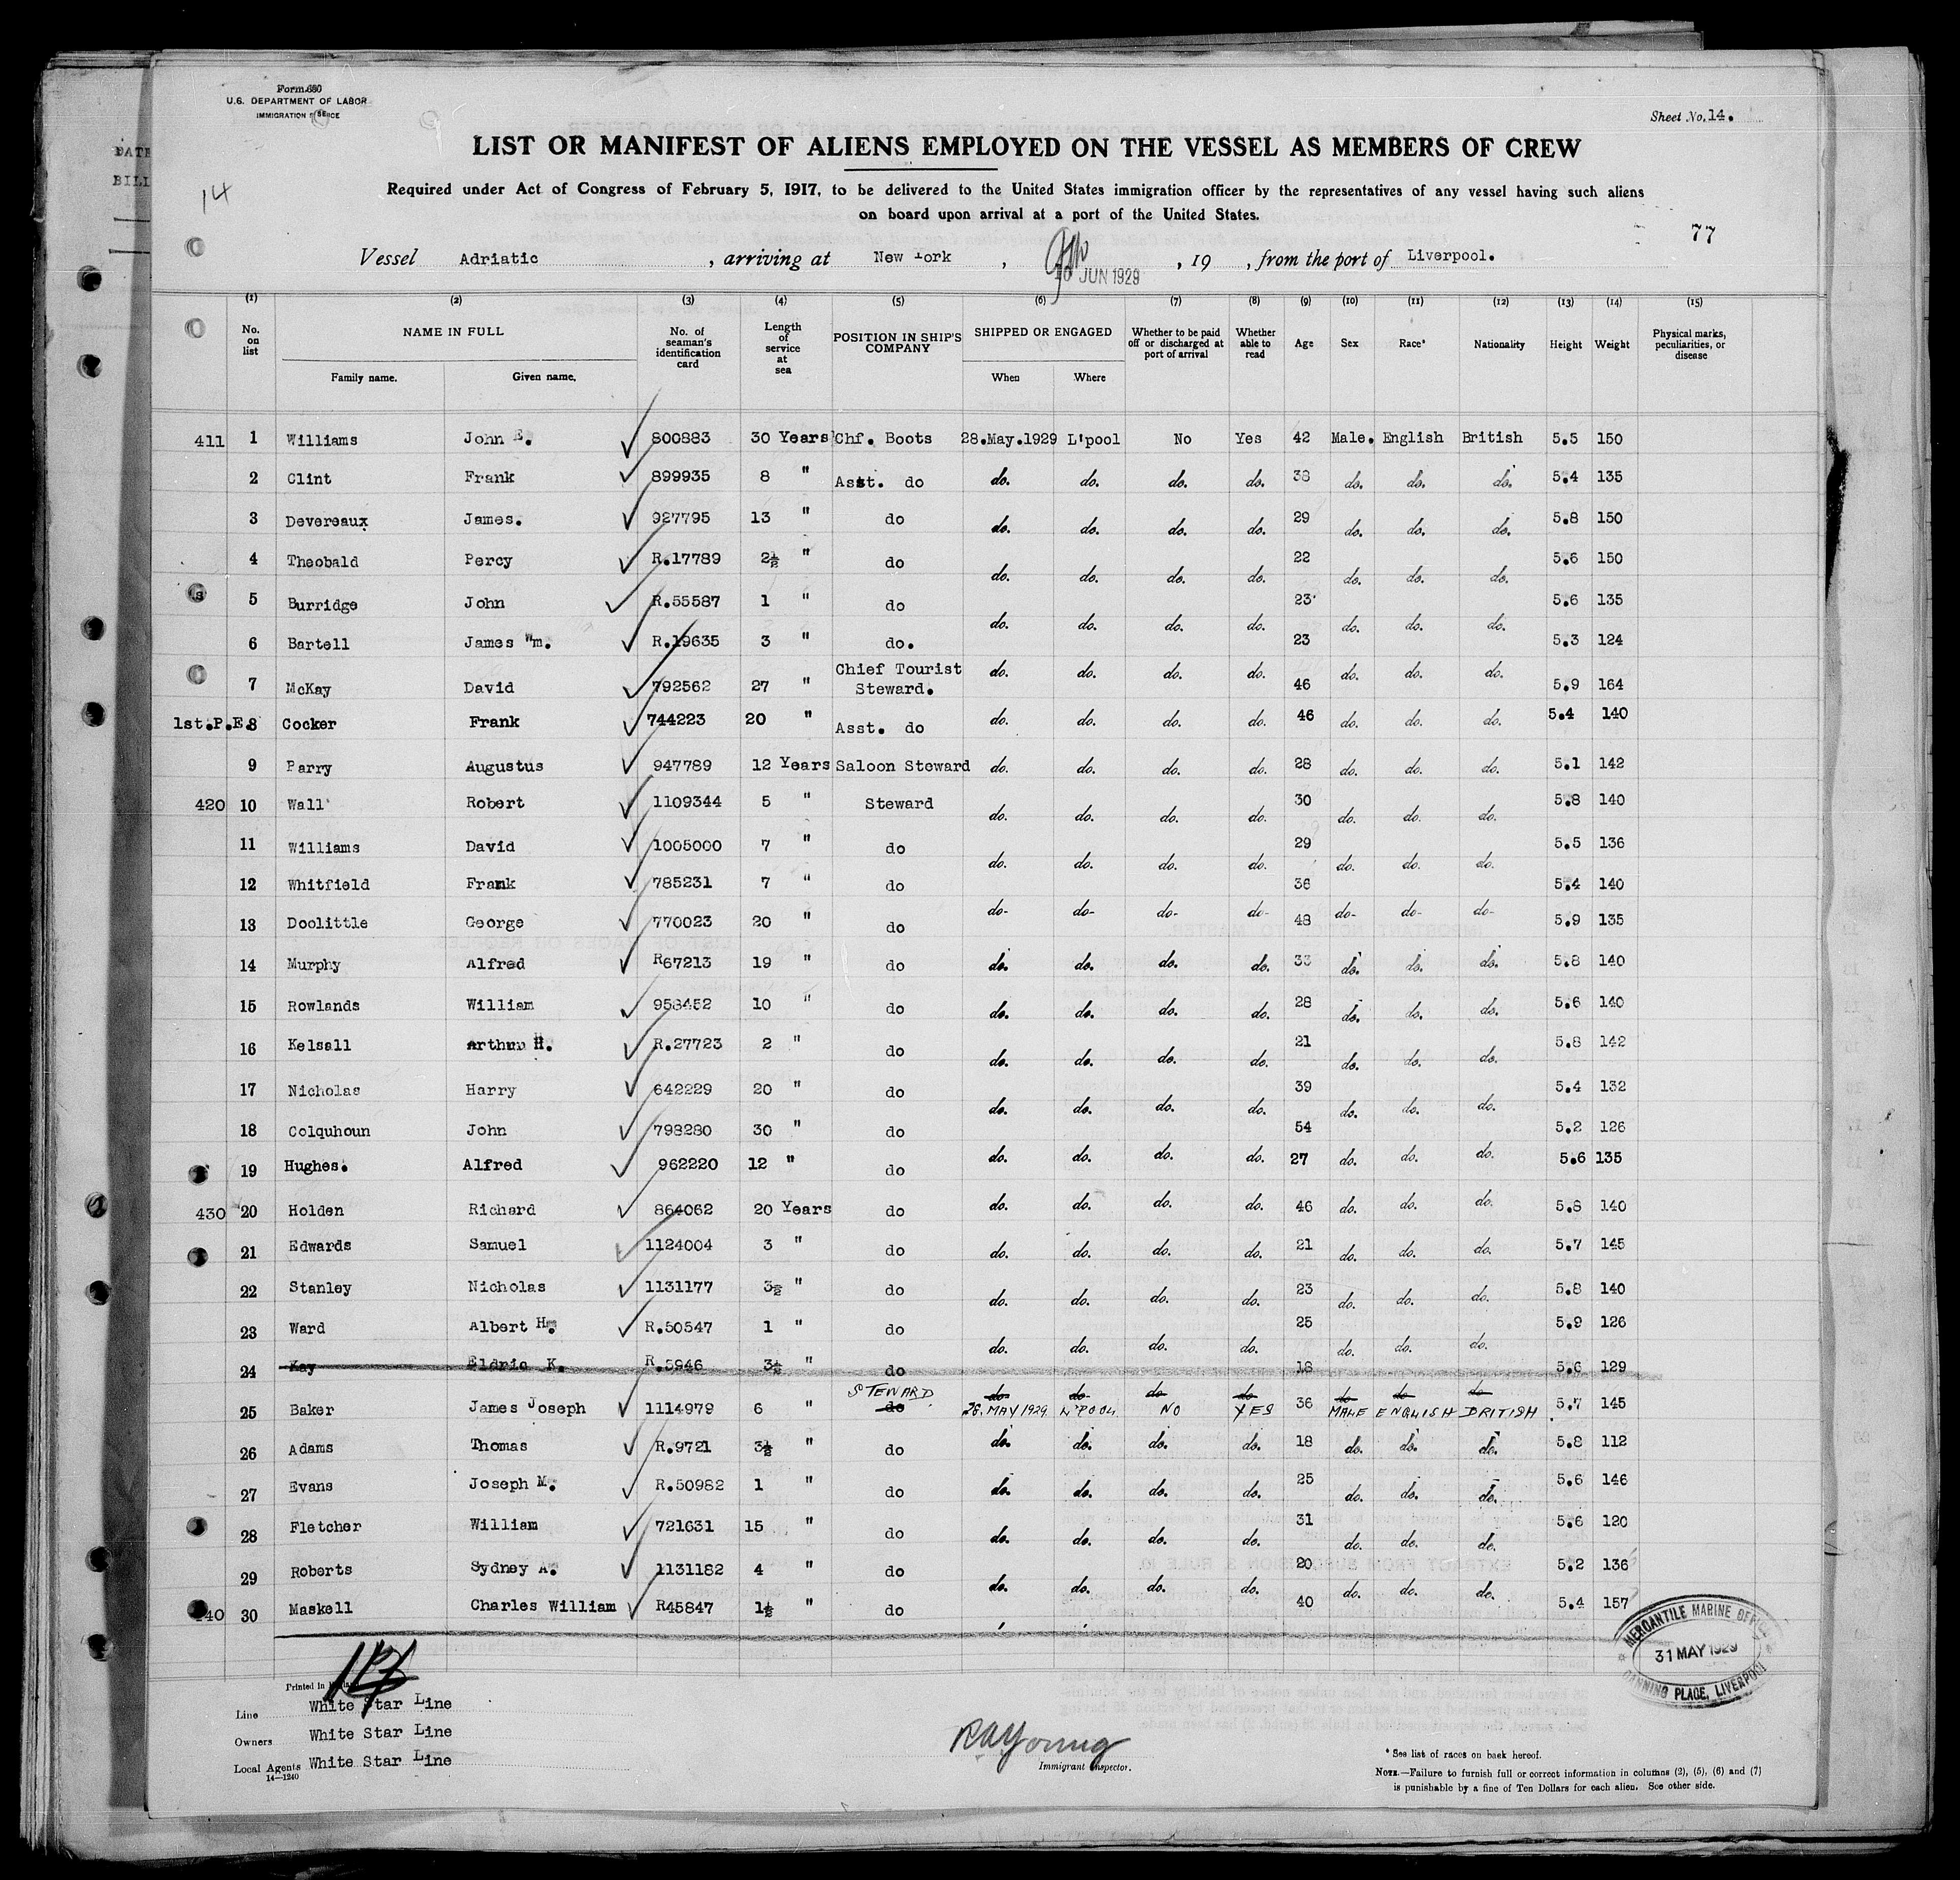 Form 680
U.S. DEPARTMENT OF LABOR
IMMIGRATION
Sheet No. 14.
LIST OR MANIFEST OF ALIENS EMPLOYED ON THE VESSEL AS MEMBERS OF CREW
14
Required under Act of Congress of February 5, 1917, to be delivered to the United States immigration officer by the representatives of any vessel having such aliens
on board upon arrival at a port of the United States.
77
Vessel Adriatic , arriving at New York , 10 JUN 1929 , 19 , from the port of Liverpool.
(1) (2) (3) (4) (5) (6) (7) (8) (9) (10) (11) (12) (13) (14) (15)
No. on list NAME IN FULL Family name. Given name. No. of seaman's identification card Length of service at sea POSITION IN SHIP'S COMPANY SHIPPED OR ENGAGED When Where Whether to be paid off or discharged at port of arrival Whether able to read Age Sex Race* Nationality Height Weight Physical marks, peculiarities, or disease
411 1 Williams John E. 800883 30 Years Chf. Boots 28.May.1929 L'pool No Yes 42 Male. English British 5.5 150
2 Clint Frank 899935 8 " Asst. do do. do. do. do. 38 do. do. do. 5.4 135
3 Devereaux James. 927795 13 " do do. do. do. do. 29 do. do. do. 5.8 150
4 Theobald Percy R.17789 2½ " do do. do. do. do. 22 do. do. do. 5.6 150
5 Burridge John R.55587 1 " do do. do. do. do. 23 do. do. do. 5.6 135
6 Bartell James Wm. R.19635 3 " do. do. do. do. do. 23 do. do. do. 5.3 124
7 McKay David 792562 27 " Chief Tourist Steward. do. do. do. do. 46 do. do. do. 5.9 164
1st.P.E. 8 Cocker Frank 744223 20 " Asst. do do. do. do. do. 46 do. do. do. 5.4 140
9 Parry Augustus 947789 12 Years Saloon Steward do. do. do. do. 28 do. do. do. 5.1 142
420 10 Wall Robert 1109344 5 " Steward do. do. do. do. 30 do. do. do. 5.8 140
11 Williams David 1005000 7 " do do. do. do. do. 29 do. do. do. 5.5 136
12 Whitfield Frank 785231 7 " do do- do- do- do- 36 do- do- do- 5.4 140
13 Doolittle George 770023 20 " do 48 5.9 135
14 Murphy Alfred R67213 19 " do do. do. do. do. 33 do. do. do. 5.8 140
15 Rowlands William 958452 10 " do do. do. do. do. 28 do. do. do. 5.6 140
16 Kelsall Arthur H. R.27723 2 " do do. do. do. do. 21 do. do. do. 5.8 142
17 Nicholas Harry 642229 20 " do do. do. do. do. 39 do. do. do. 5.4 132
18 Colquhoun John 798280 30 " do do. do. do. do. 54 do. do. do. 5.2 126
19 Hughes. Alfred 962220 12 " do 27 5.6 135
430 20 Holden Richard 864062 20 Years do do. do. do. do. 46 do. do. do. 5.8 140
21 Edwards Samuel 1124004 3 " do do. do. do. do. 21 do. do. do. 5.7 145
22 Stanley Nicholas 1131177 3½ " do do. do. do. do. 23 do. do. do. 5.8 140
23 Ward Albert H. R.50547 1 " do do. do. do. do. 25 do. do. do. 5.9 126
24 Kay Eldric K. R.5946 3½ " do 18 5.6 129
do do do do do do do
25 Baker James Joseph 1114979 6 " STEWARD do 28.MAY 1929 L'POOL NO YES 36 MALE ENGLISH BRITISH 5.7 145
26 Adams Thomas R.9721 3½ " do do. do. do. do. 18 do. do. do. 5.8 112
27 Evans Joseph M. R.50982 1 " do do. do. do. do. 25 do. do. do. 5.6 146
28 Fletcher William 721631 15 " do do. do. do. do. 31 do. do. do. 5.6 120
29 Roberts Sydney A. 1131182 4 " do do. do. do. do. 20 do. do. do. 5.2 136
440 30 Maskell Charles William R45847 1½ " do 40 5.4 157
MERCANTILE MARINE OFFICE
31 MAY 1929
CANNING PLACE, LIVERPOOL
Printed in
Line White Star Line
Owners White Star Line
Local Agents White Star Line
14—1240
R A Young
Immigrant Inspector.
* See list of races on back hereof.
NOTE.—Failure to furnish full or correct information in columns (2), (5), (6) and (7)
is punishable by a fine of Ten Dollars for each alien. See other side.